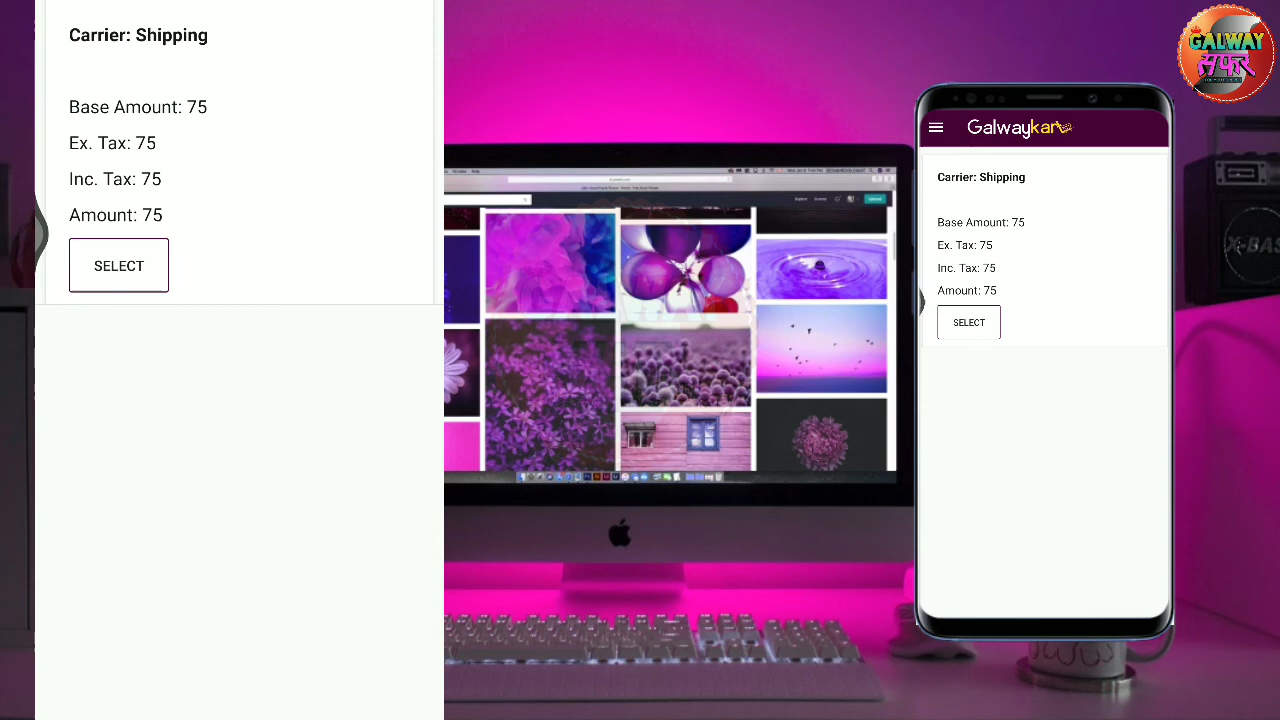 Carrier: Shipping
Base Amount: 75
Ex. Tax: 75
Inc. Tax: 75
Amount: 75
SELECT
GALWAY
सफर
Galwaykart
Carrier: Shipping
Base Amount: 75
Ex. Tax: 75
Inc. Tax: 75
Amount: 75
SELECT
X-BA